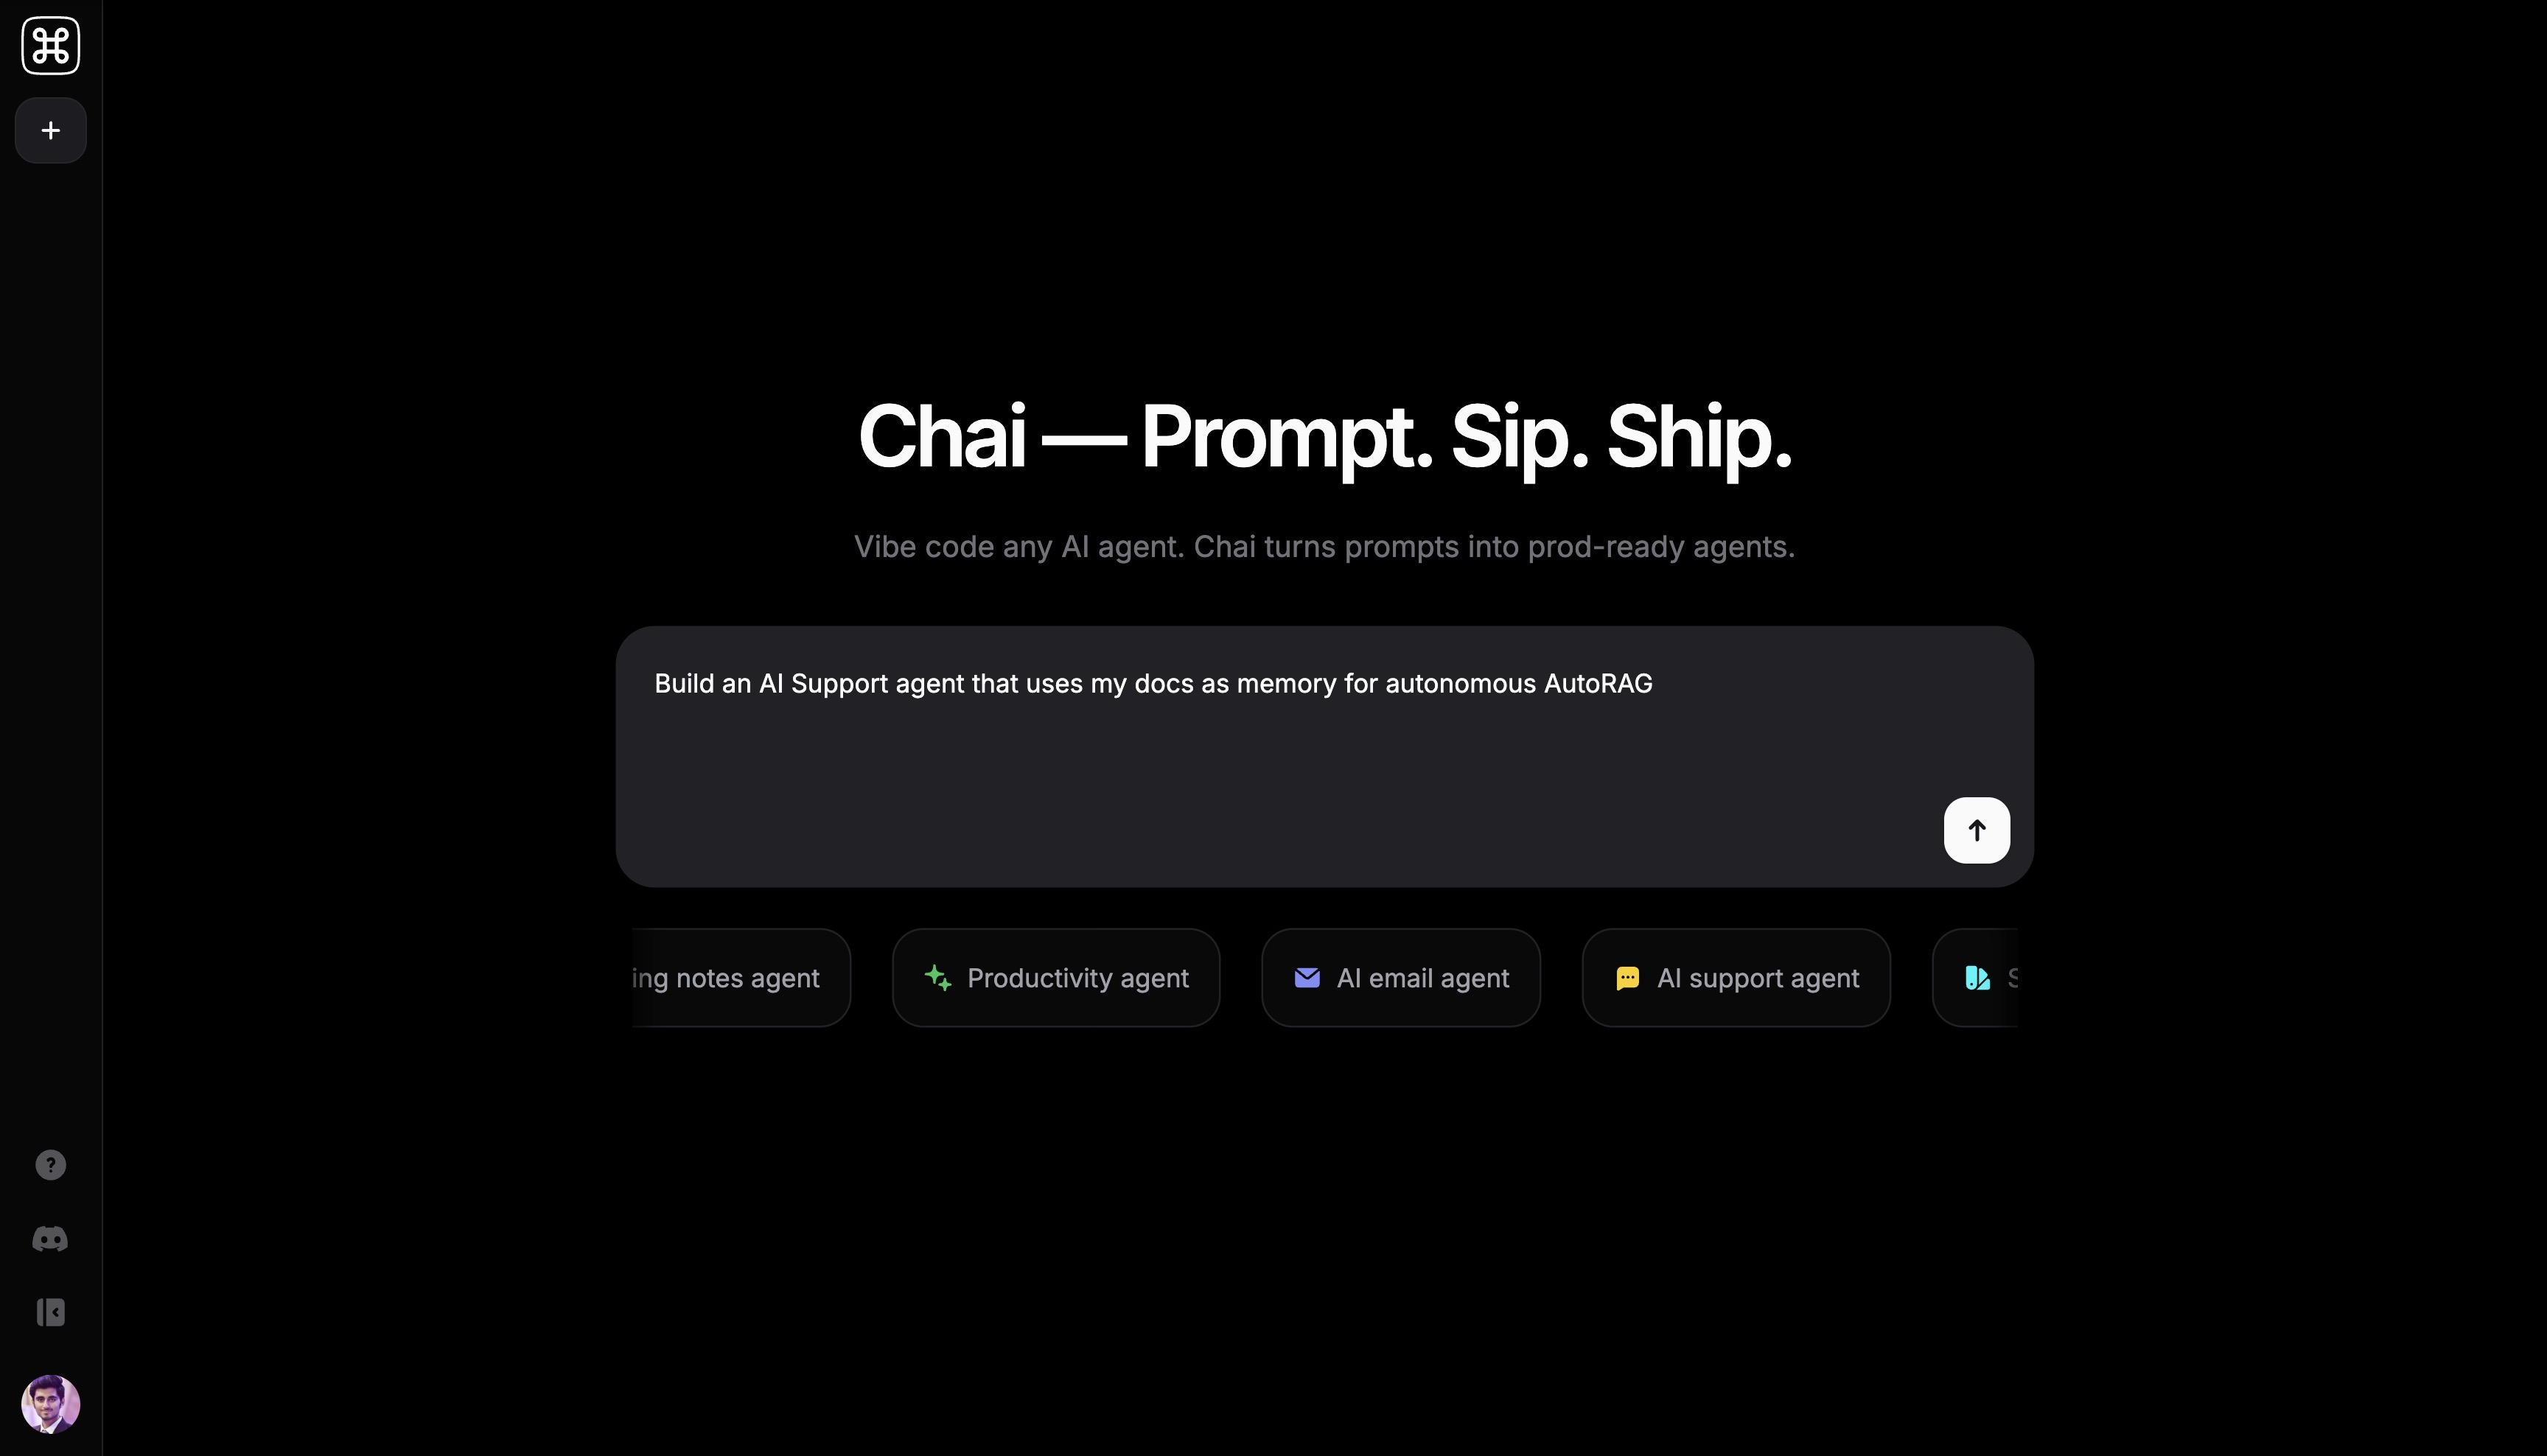 Chai — Prompt. Sip. Ship.
Vibe code any AI agent. Chai turns prompts into prod-ready agents.
Build an AI Support agent that uses my docs as memory for autonomous AutoRAG
ing notes agent
Productivity agent
AI email agent
AI support agent